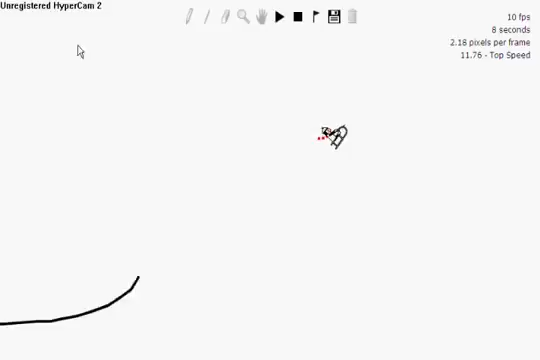 Unregistered HyperCam 2
10 fps
8 seconds
2.18 pixels per frame
11.76 - Top Speed